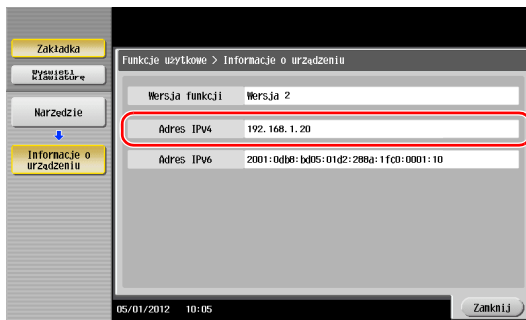 Zakładka
Wyświetl
klawiaturę
Narzędzie
Informacje o
urządzeniu
Funkcje użytkowe > Informacje o urządzeniu
Wersja funkcji Wersja 2
Adres IPv4 192.168.1.20
Adres IPv6 2001:0db8:bd05:01d2:288a:1fc0:0001:10
05/01/2012 10:05
Zamknij